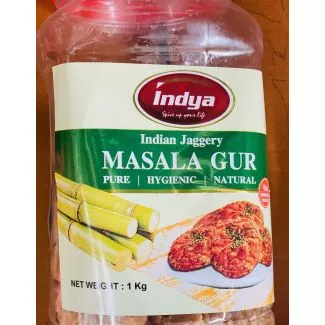 Indya
Spice up your life
Indian Jaggery
MASALA GUR
PURE | HYGIENIC | NATURAL
NET WEIGHT : 1 Kg